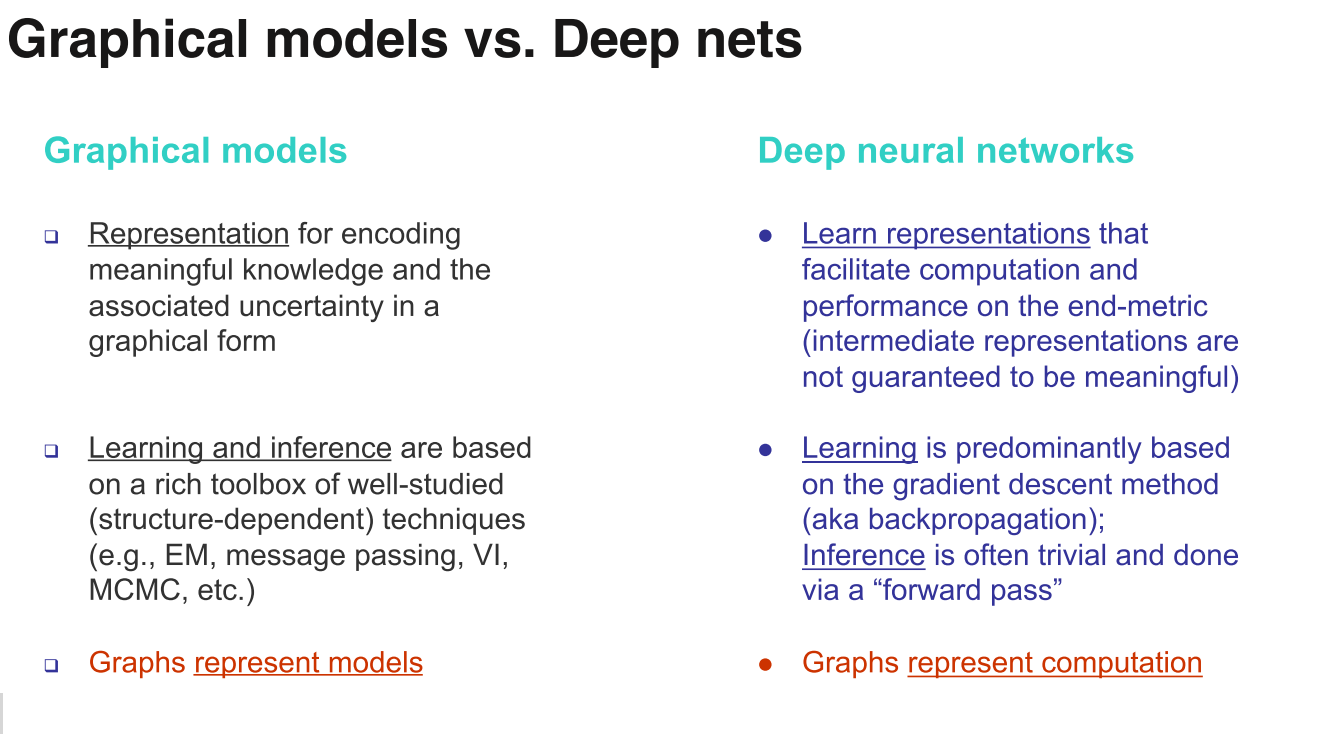 Graphical models vs. Deep nets
Graphical models
❑ Representation for encoding
meaningful knowledge and the
associated uncertainty in a
graphical form
❑ Learning and inference are based
on a rich toolbox of well-studied
(structure-dependent) techniques
(e.g., EM, message passing, VI,
MCMC, etc.)
❑ Graphs represent models
Deep neural networks
● Learn representations that
facilitate computation and
performance on the end-metric
(intermediate representations are
not guaranteed to be meaningful)
● Learning is predominantly based
on the gradient descent method
(aka backpropagation);
Inference is often trivial and done
via a “forward pass”
● Graphs represent computation